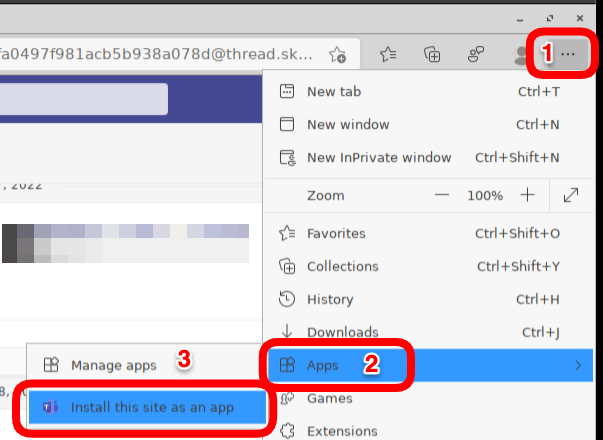 fa0497f981acb5b938a078d@thread.sk...
1
New tab Ctrl+T
New window Ctrl+N
New InPrivate window Ctrl+Shift+N
, 2022
Zoom — 100% +
Favorites Ctrl+Shift+O
Collections Ctrl+Shift+Y
History Ctrl+H
Downloads Ctrl+J
Manage apps 3
Apps 2
8,
Install this site as an app
Games
Extensions